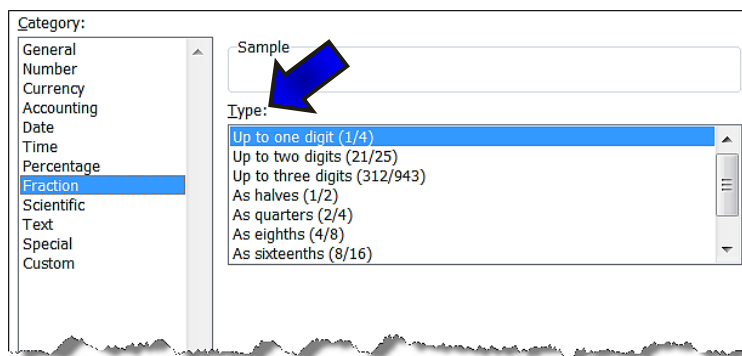 Category:
General
Number
Currency
Accounting
Date
Time
Percentage
Fraction
Scientific
Text
Special
Custom
Sample
Type:
Up to one digit (1/4)
Up to two digits (21/25)
Up to three digits (312/943)
As halves (1/2)
As quarters (2/4)
As eighths (4/8)
As sixteenths (8/16)